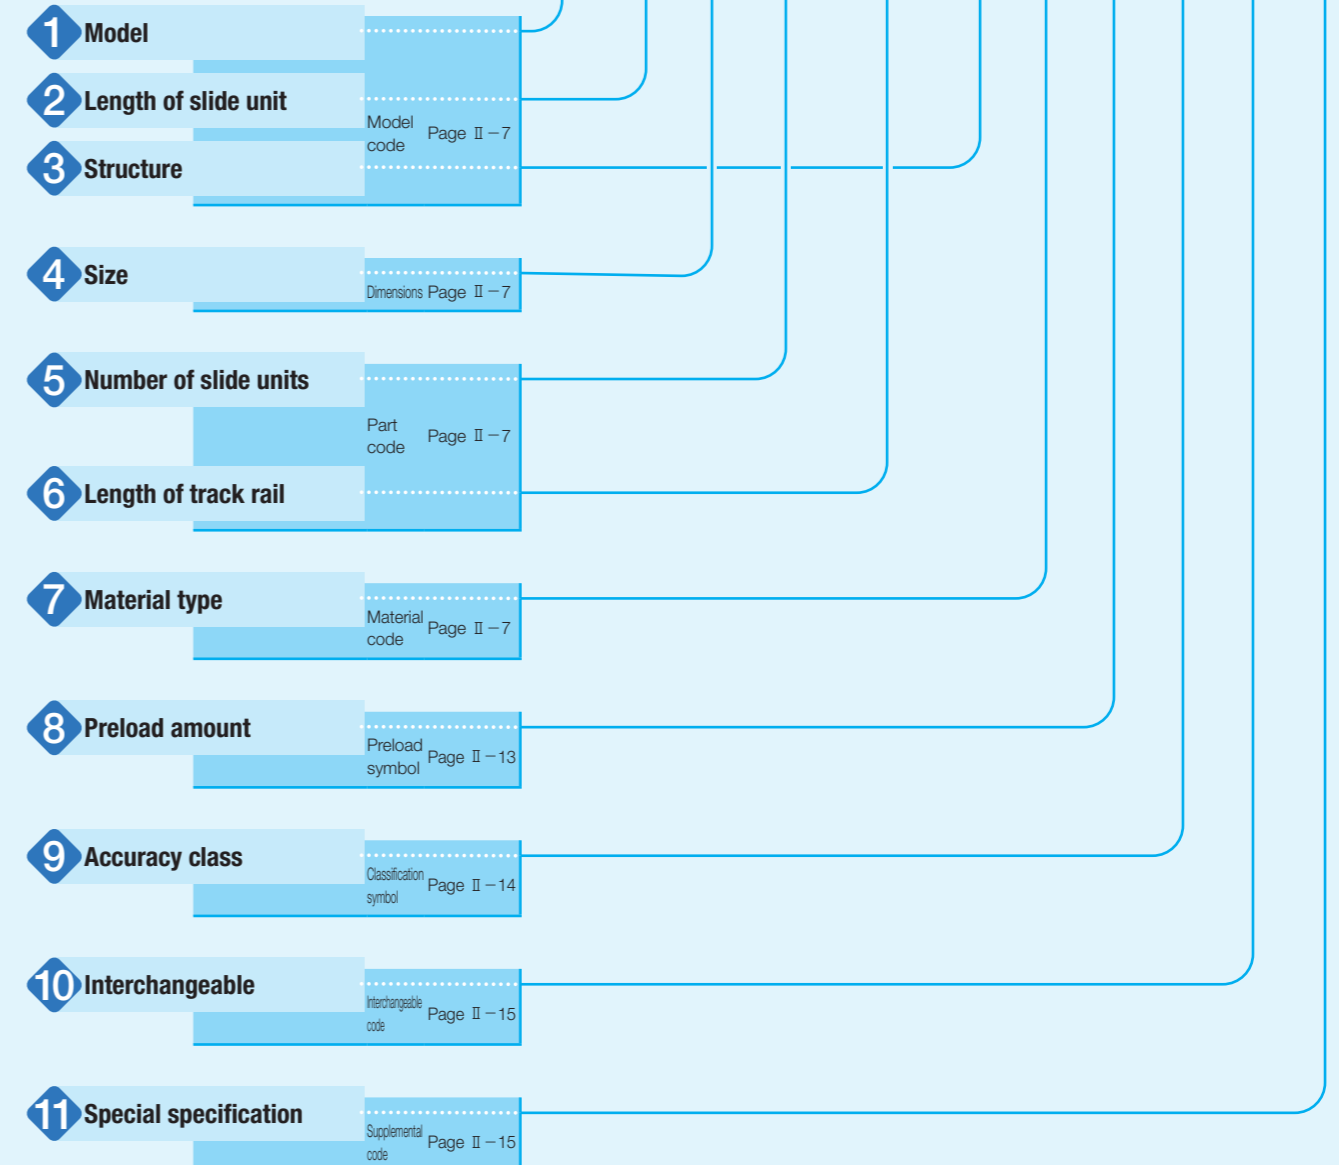 1 Model
2 Length of slide unit
Model code Page Ⅱ−7
3 Structure
4 Size
Dimensions Page Ⅱ−7
5 Number of slide units
Part code Page Ⅱ−7
6 Length of track rail
7 Material type
Material code Page Ⅱ−7
8 Preload amount
Preload symbol Page Ⅱ−13
9 Accuracy class
Classification symbol Page Ⅱ−14
10 Interchangeable
Interchangeable code Page Ⅱ−15
11 Special specification
Supplemental code Page Ⅱ−15